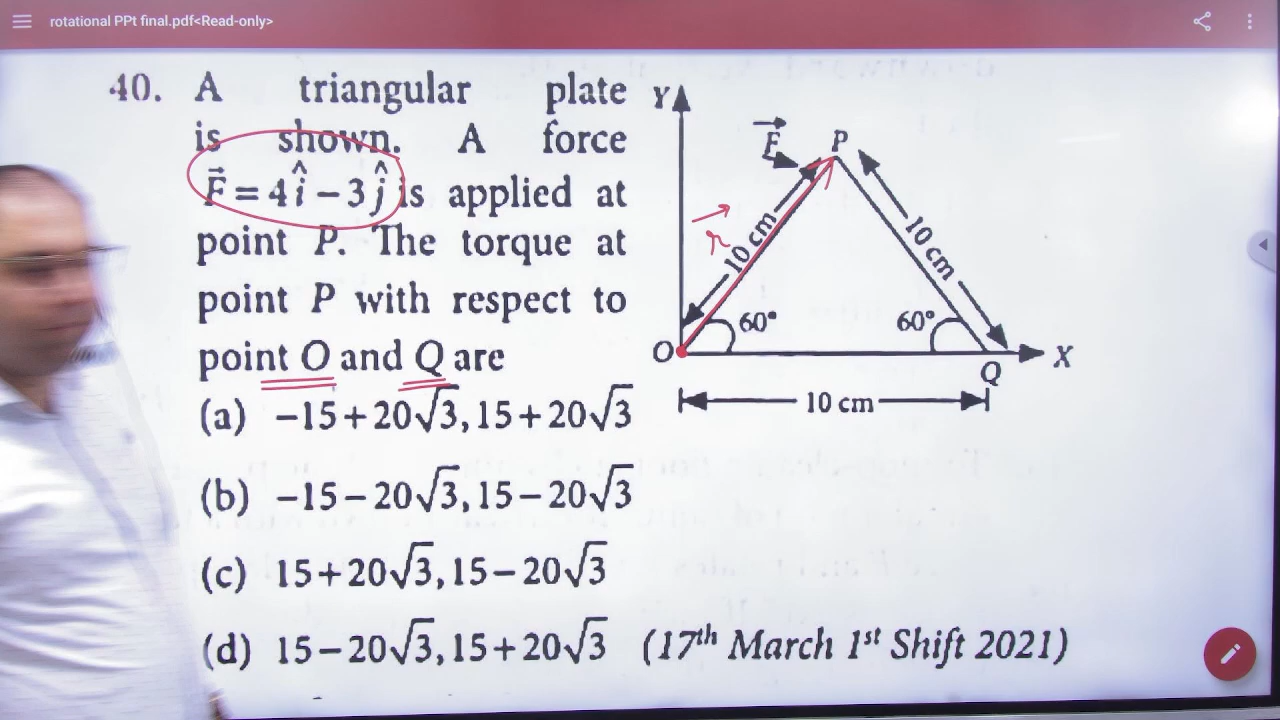 rotational PPt final.pdf<Read-only>
40. A triangular plate
is shown. A force
F⃗ = 4î − 3ĵ is applied at
point P. The torque at
point P with respect to
point O and Q are
(a) −15 + 20√3, 15 + 20√3
(b) −15 − 20√3, 15 − 20√3
(c) 15 + 20√3, 15 − 20√3
(d) 15 − 20√3, 15 + 20√3 (17th March 1st Shift 2021)
Y
F⃗
P
r⃗
10 cm
10 cm
60°
60°
O
X
Q
10 cm